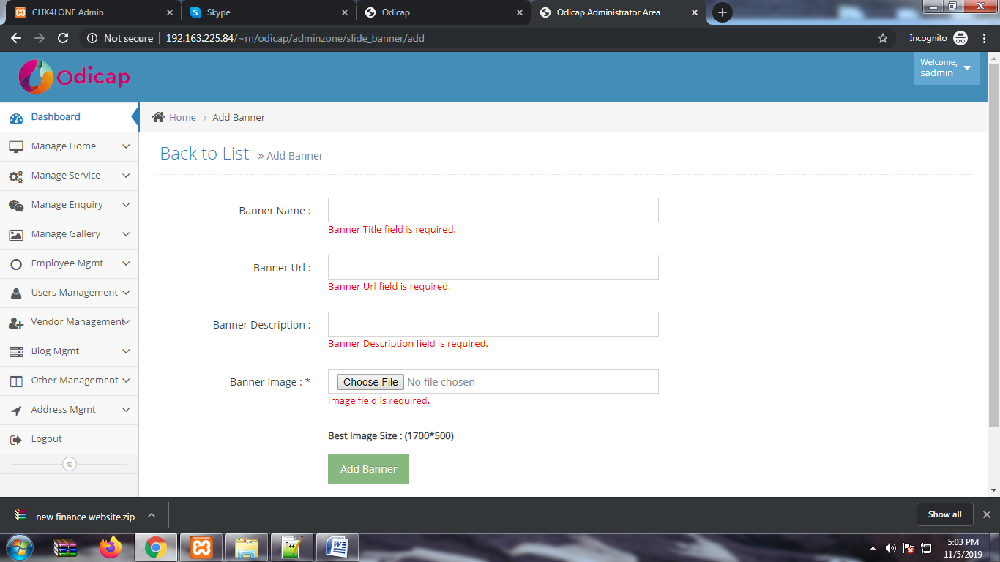 CLIK4LONE Admin
Skype
Odicap
Odicap Administrator Area
Not secure
192.163.225.84/~rn/odicap/adminzone/slide_banner/add
Incognito
Odicap
Welcome,
sadmin
Dashboard
Manage Home
Manage Service
Manage Enquiry
Manage Gallery
Employee Mgmt
Users Management
Vendor Management
Blog Mgmt
Other Management
Address Mgmt
Logout
Home > Add Banner
Back to List » Add Banner
Banner Name :
Banner Title field is required.
Banner Url :
Banner Url field is required.
Banner Description :
Banner Description field is required.
Banner Image : * Choose File No file chosen
Image field is required.
Best Image Size : (1700*500)
Add Banner
new finance website.zip
Show all
5:03 PM
11/5/2019